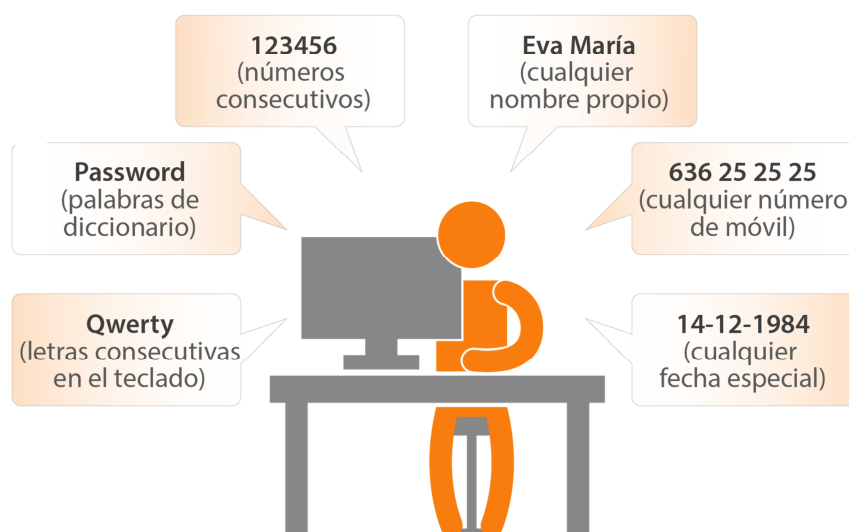 123456
(números
consecutivos)
Eva María
(cualquier
nombre propio)
Password
(palabras de
diccionario)
636 25 25 25
(cualquier número
de móvil)
Qwerty
(letras consecutivas
en el teclado)
14-12-1984
(cualquier
fecha especial)